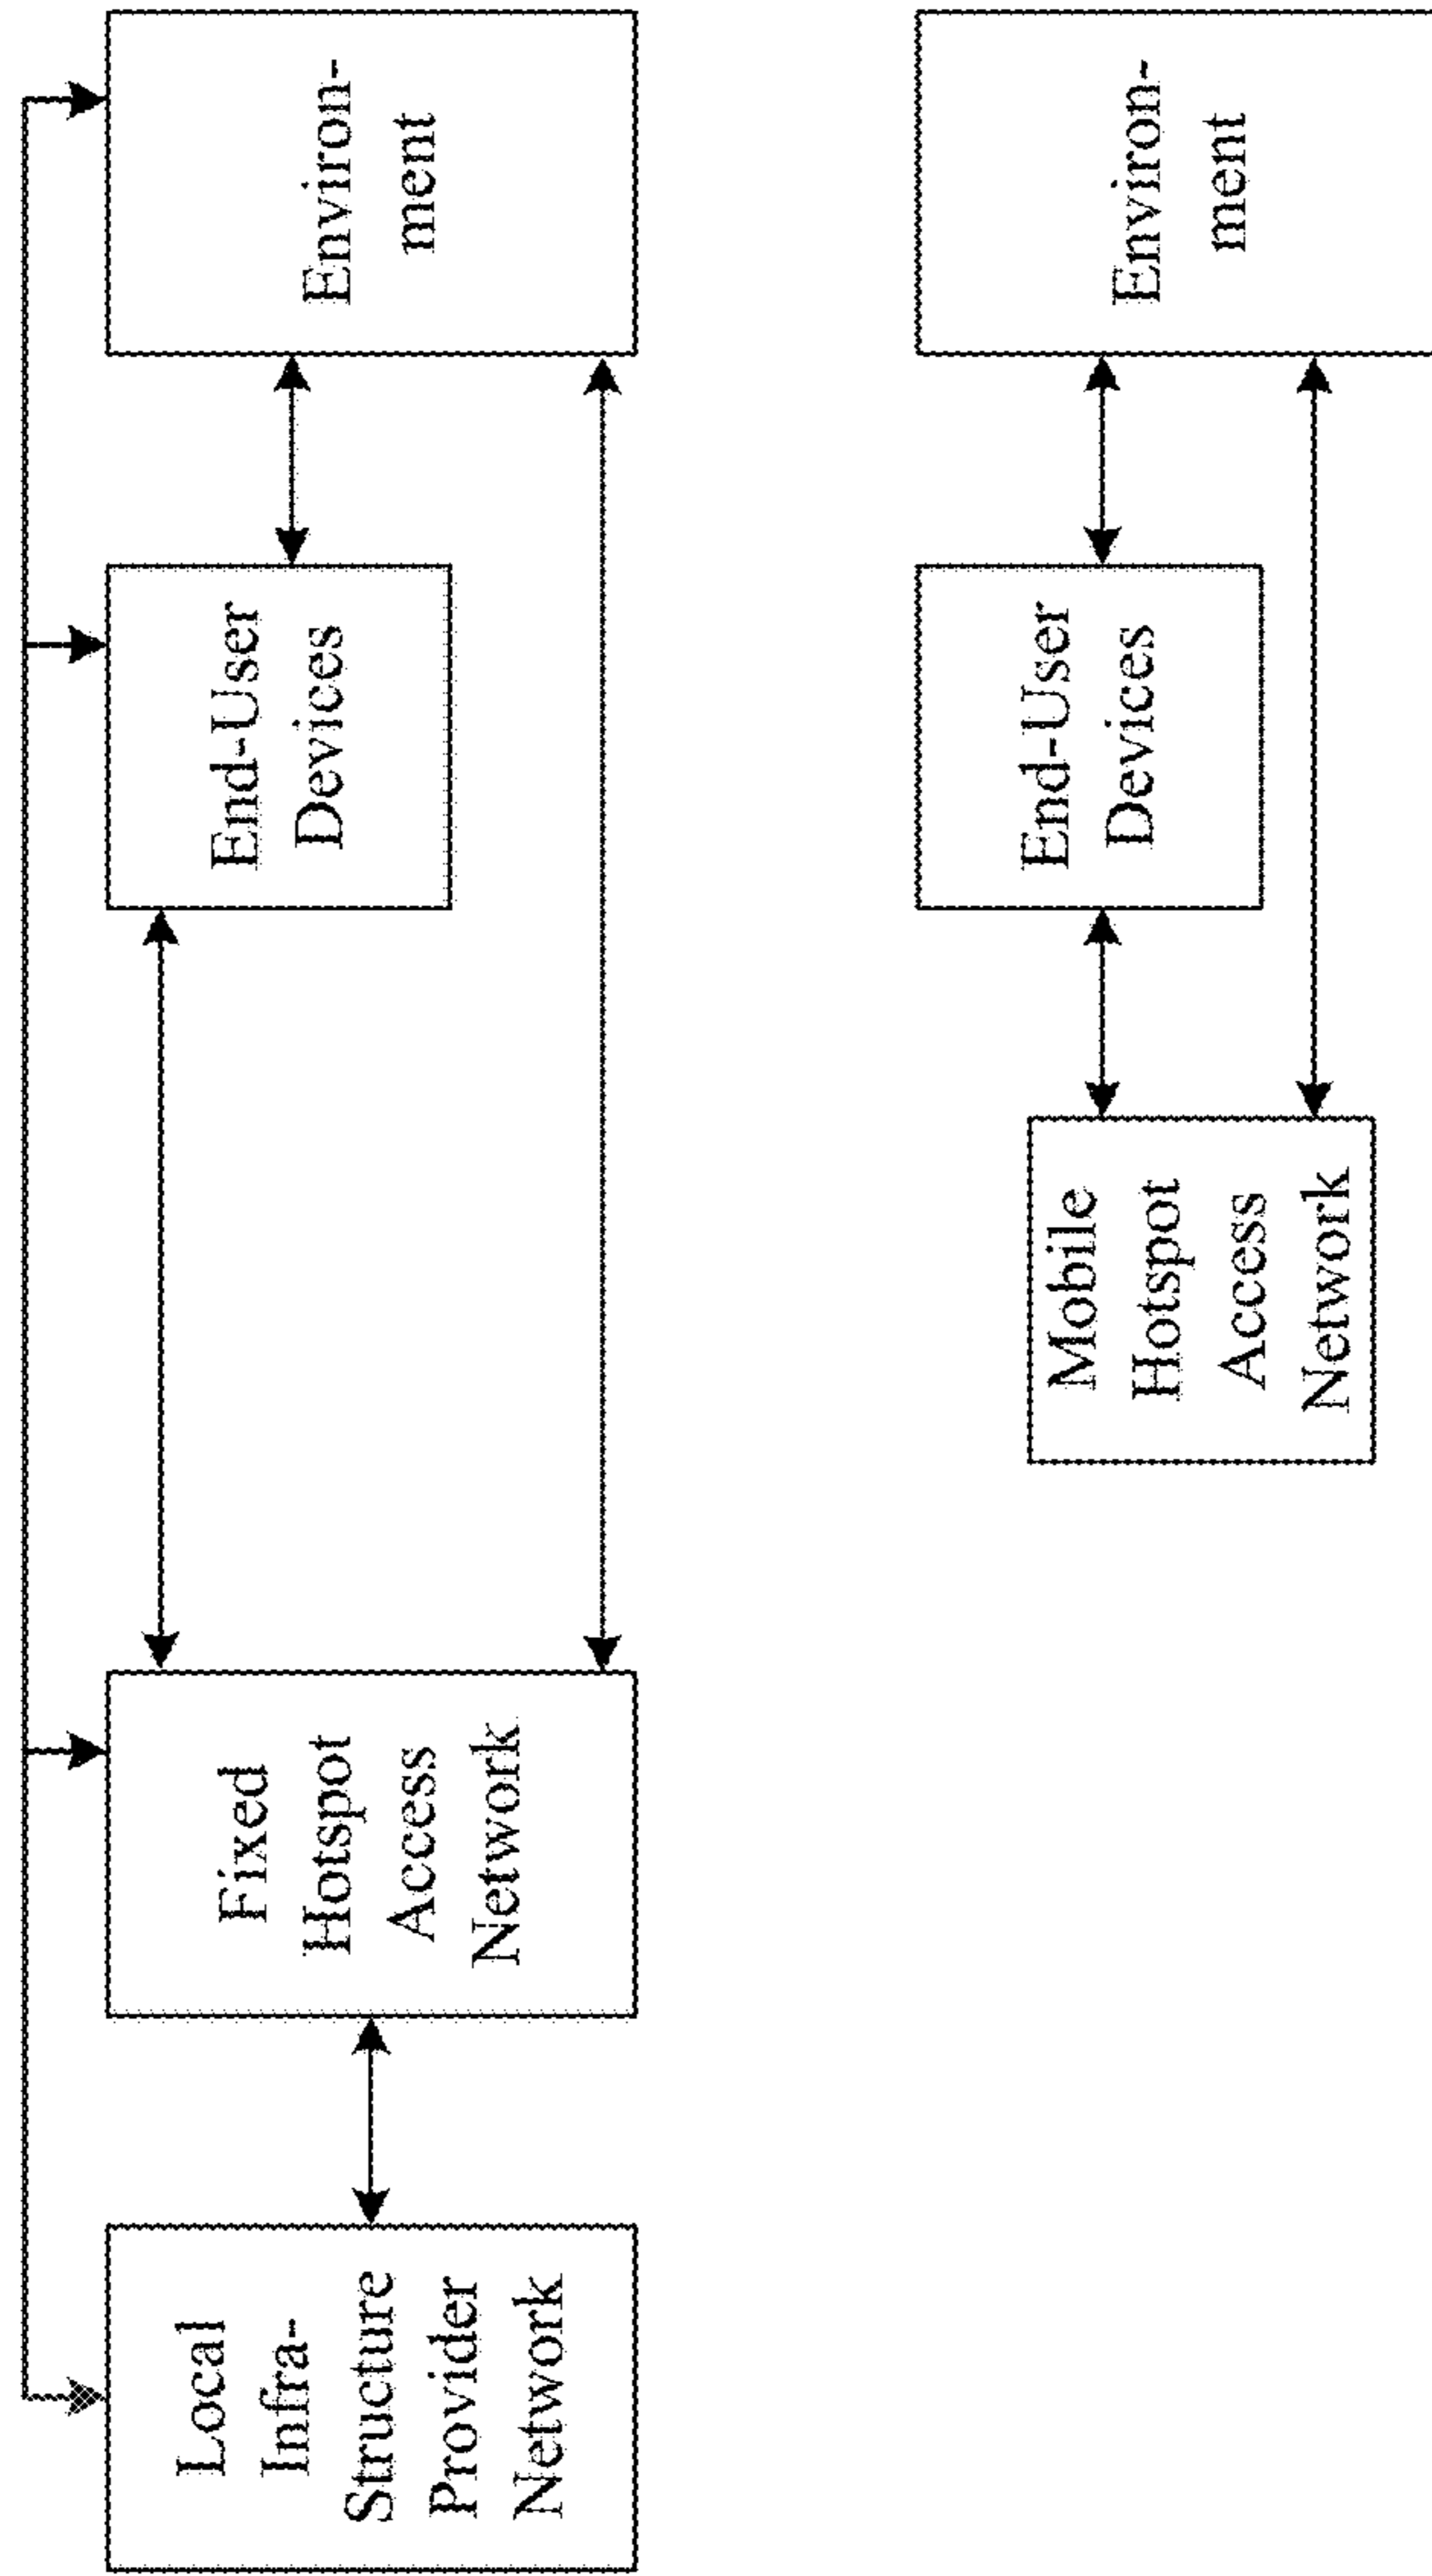 Local
Infra-
Structure
Provider
Network
Fixed
Hotspot
Access
Network
End-User
Devices
Environ-
ment
Mobile
Hotspot
Access
Network
End-User
Devices
Environ-
ment